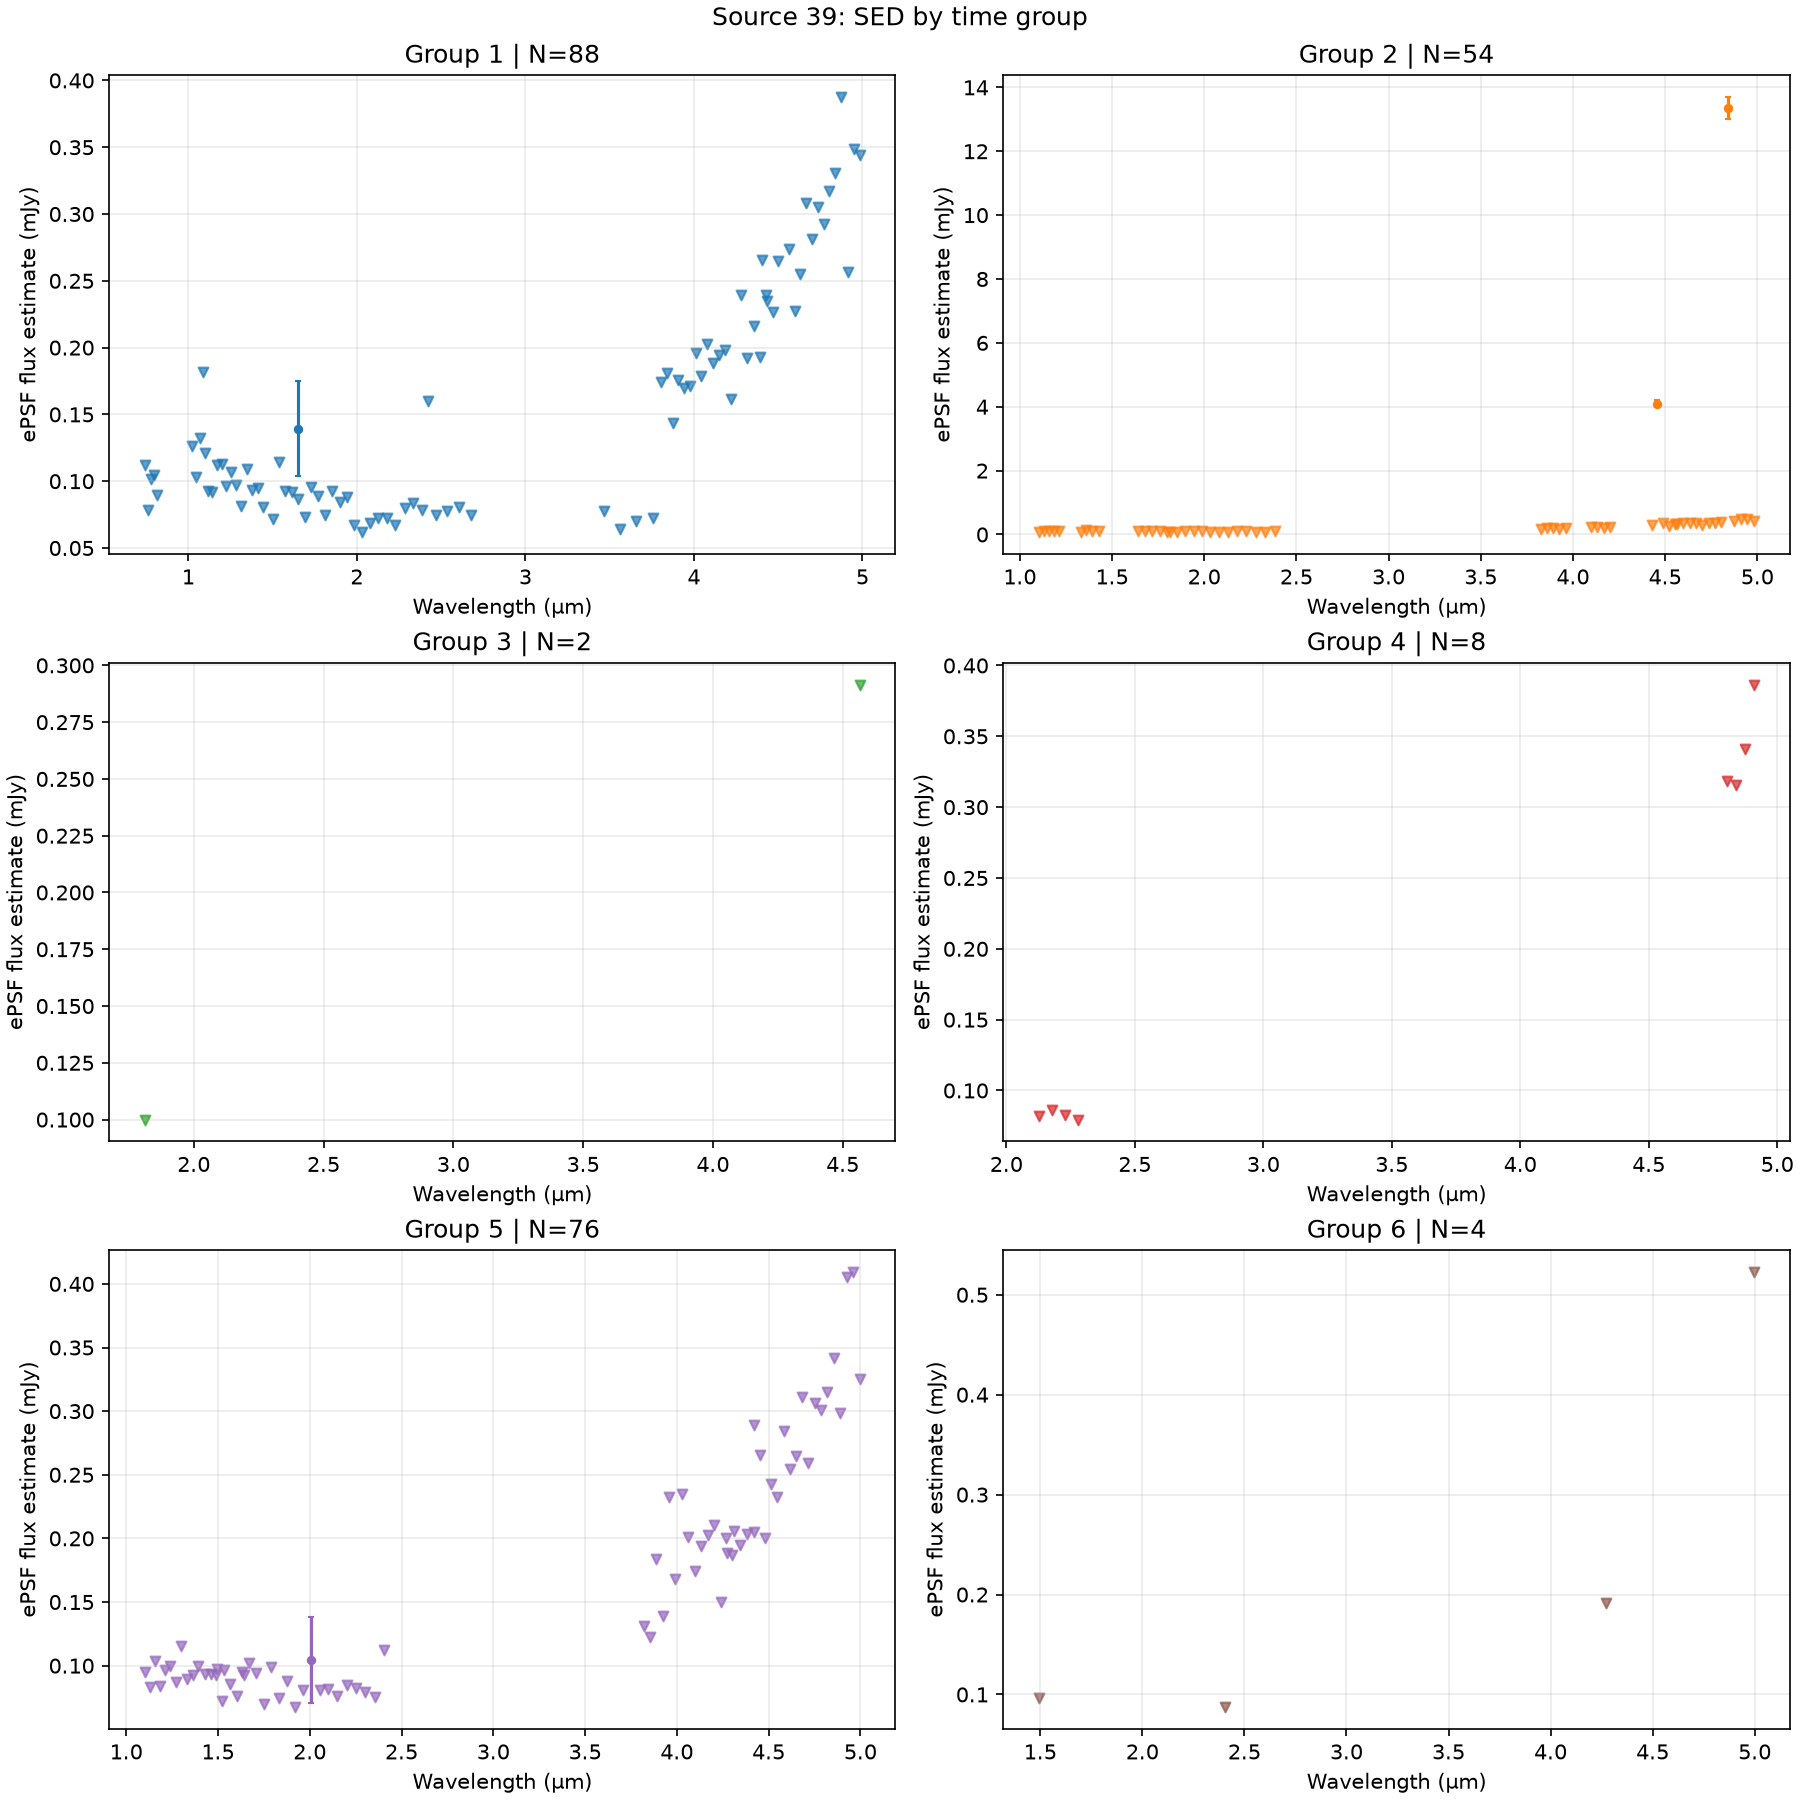 Source 39: SED by time group
Group 1 | N=88
ePSF flux estimate (mJy)
0.40
0.35
0.30
0.25
0.20
0.15
0.10
0.05
1 2 3 4 5
Wavelength (μm)
Group 2 | N=54
ePSF flux estimate (mJy)
14
12
10
8
6
4
2
0
1.0 1.5 2.0 2.5 3.0 3.5 4.0 4.5 5.0
Wavelength (μm)
Group 3 | N=2
ePSF flux estimate (mJy)
0.300
0.275
0.250
0.225
0.200
0.175
0.150
0.125
0.100
2.0 2.5 3.0 3.5 4.0 4.5
Wavelength (μm)
Group 4 | N=8
ePSF flux estimate (mJy)
0.40
0.35
0.30
0.25
0.20
0.15
0.10
2.0 2.5 3.0 3.5 4.0 4.5 5.0
Wavelength (μm)
Group 5 | N=76
ePSF flux estimate (mJy)
0.40
0.35
0.30
0.25
0.20
0.15
0.10
1.0 1.5 2.0 2.5 3.0 3.5 4.0 4.5 5.0
Wavelength (μm)
Group 6 | N=4
ePSF flux estimate (mJy)
0.5
0.4
0.3
0.2
0.1
1.5 2.0 2.5 3.0 3.5 4.0 4.5 5.0
Wavelength (μm)